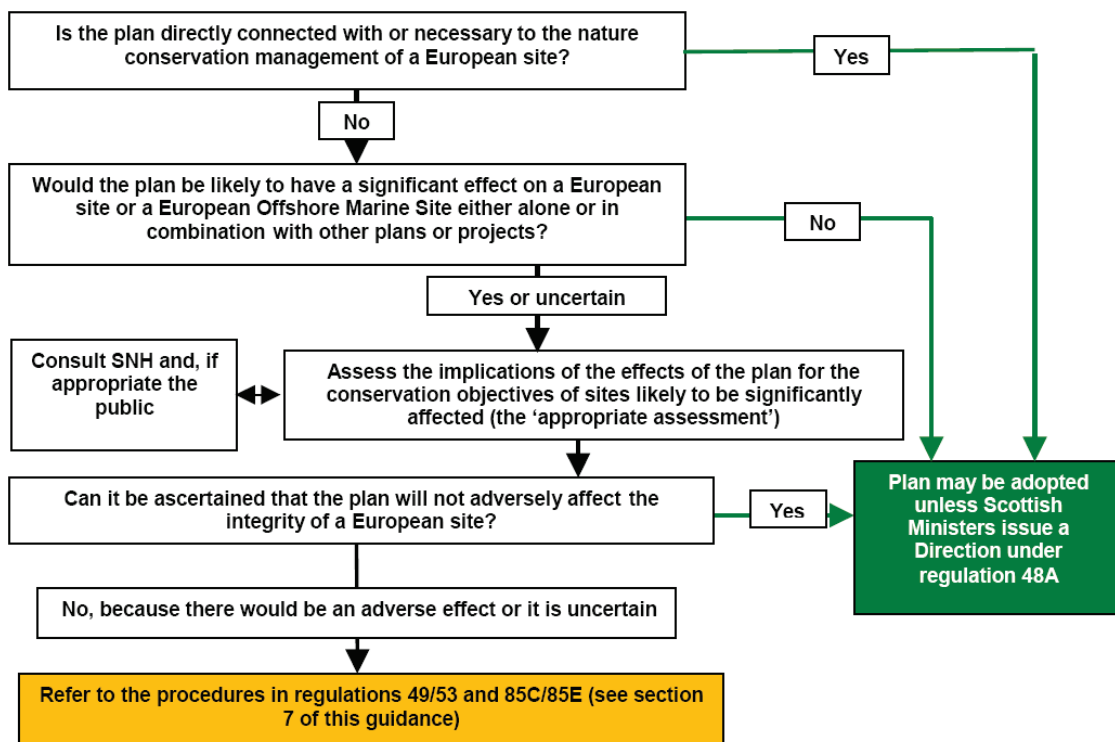 Is the plan directly connected with or necessary to the nature
conservation management of a European site?
Yes
No
Would the plan be likely to have a significant effect on a European
site or a European Offshore Marine Site either alone or in
combination with other plans or projects?
No
Yes or uncertain
Consult SNH and, if
appropriate the
public
Assess the implications of the effects of the plan for the
conservation objectives of sites likely to be significantly
affected (the ‘appropriate assessment’)
Can it be ascertained that the plan will not adversely affect the
integrity of a European site?
Yes
Plan may be adopted
unless Scottish
Ministers issue a
Direction under
regulation 48A
No, because there would be an adverse effect or it is uncertain
Refer to the procedures in regulations 49/53 and 85C/85E (see section
7 of this guidance)